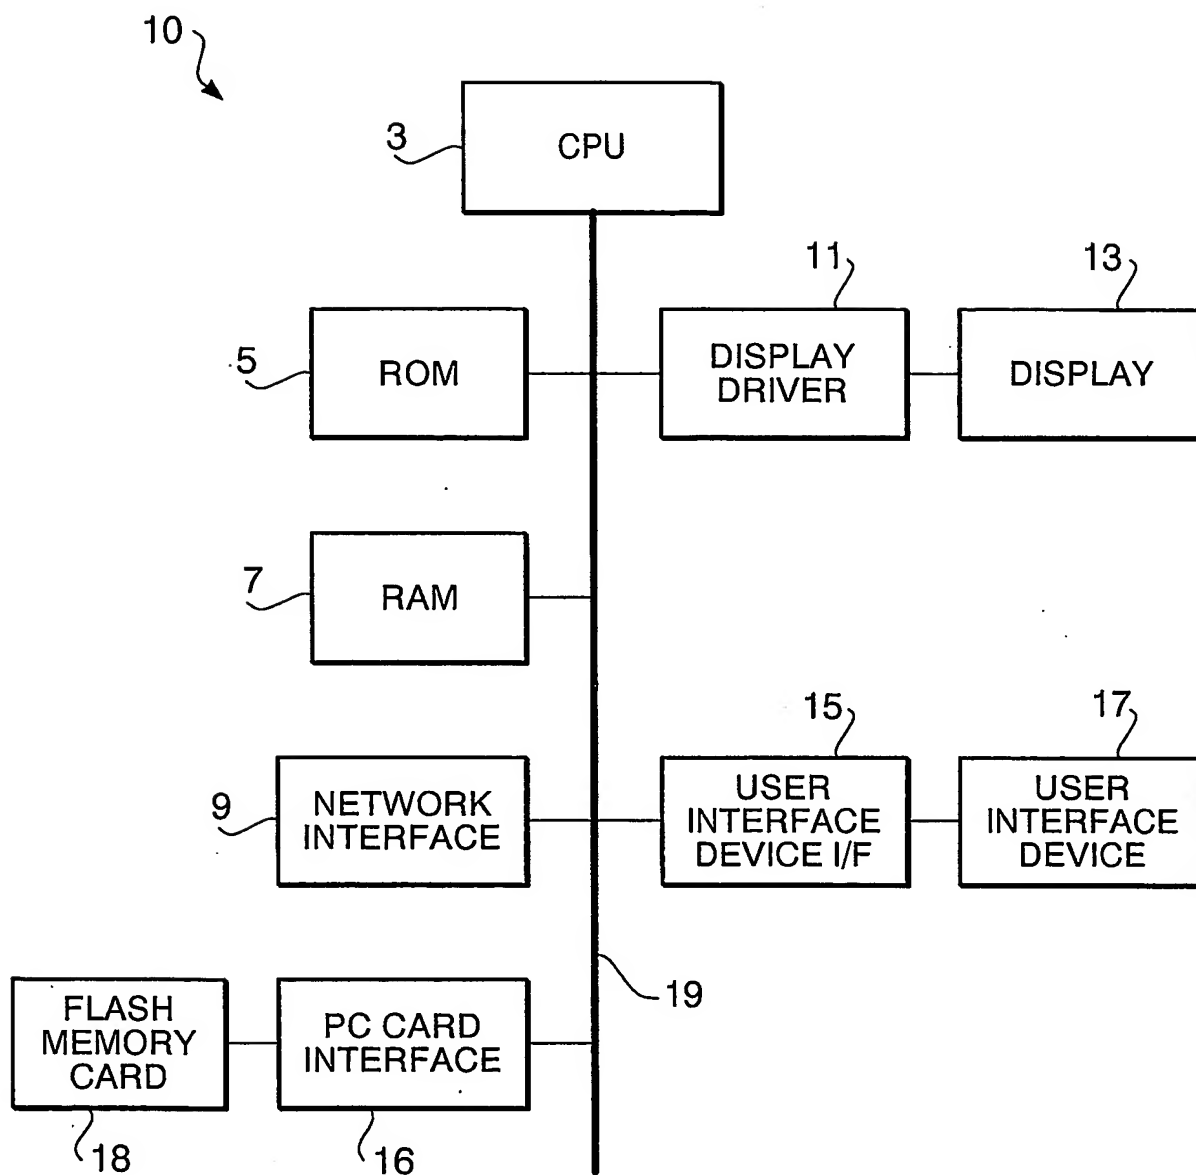 10
3
CPU
11
13
5
ROM
DISPLAY
DRIVER
DISPLAY
7
RAM
15
17
9
NETWORK
INTERFACE
USER
INTERFACE
DEVICE I/F
USER
INTERFACE
DEVICE
19
FLASH
MEMORY
CARD
PC CARD
INTERFACE
18
16